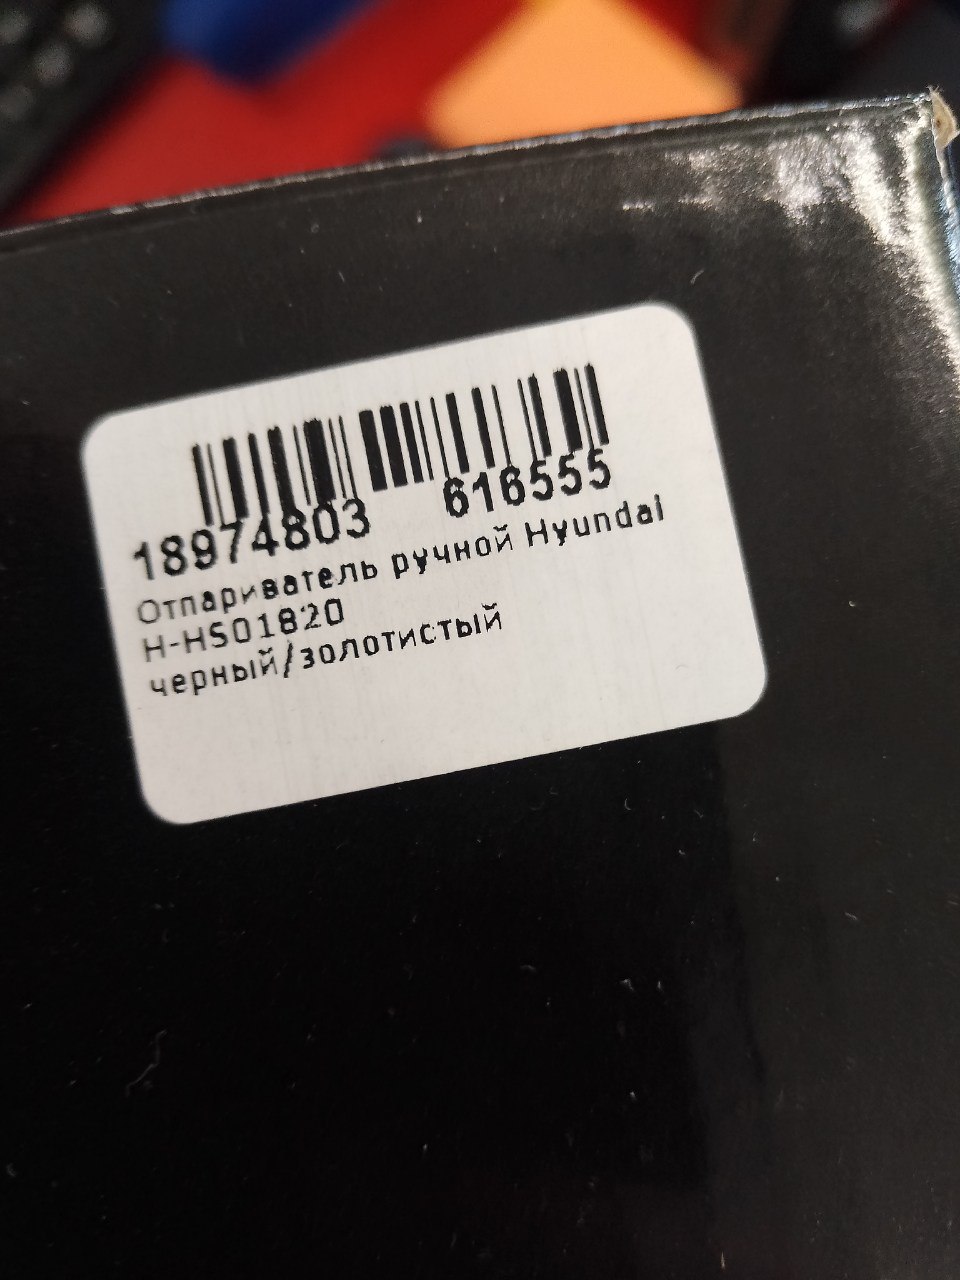 18974803 616555
Отпариватель ручной Hyundai
H-HS01820
черный/золотистый